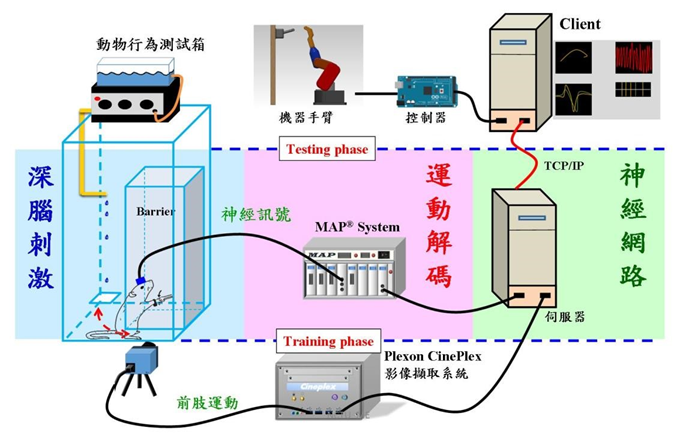 動物行為測試箱
Client
機器手臂
控制器
Testing phase
TCP/IP
深腦刺激
Barrier
神經訊號
MAP® System
MAP
運動解碼
神經網路
伺服器
Training phase
Plexon CinePlex
影像擷取系統
Cineplex
前肢運動